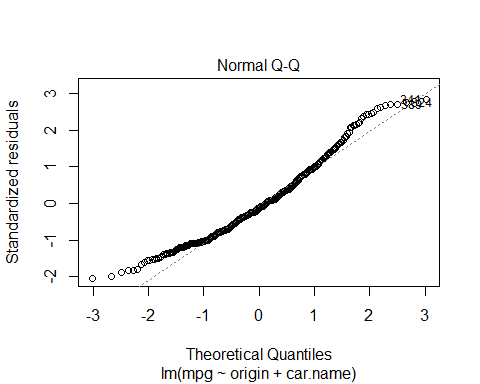 Normal Q-Q
Standardized residuals
3
2
1
0
-1
-2
-3 -2 -1 0 1 2 3
Theoretical Quantiles
lm(mpg ~ origin + car.name)